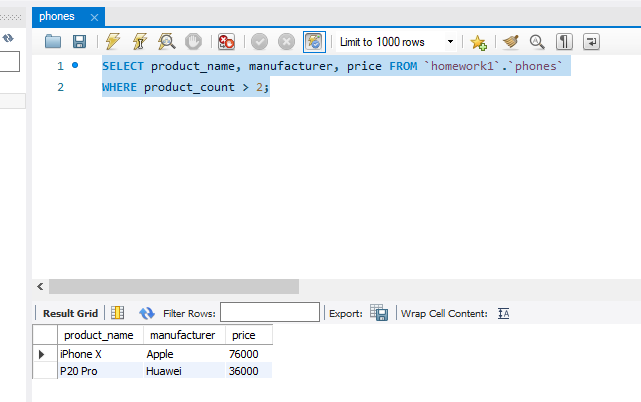 phones
Limit to 1000 rows
1 SELECT product_name, manufacturer, price FROM `homework1`.`phones`
2 WHERE product_count > 2;
Result Grid Filter Rows: Export: Wrap Cell Content:
product_name manufacturer price
iPhone X Apple 76000
P20 Pro Huawei 36000